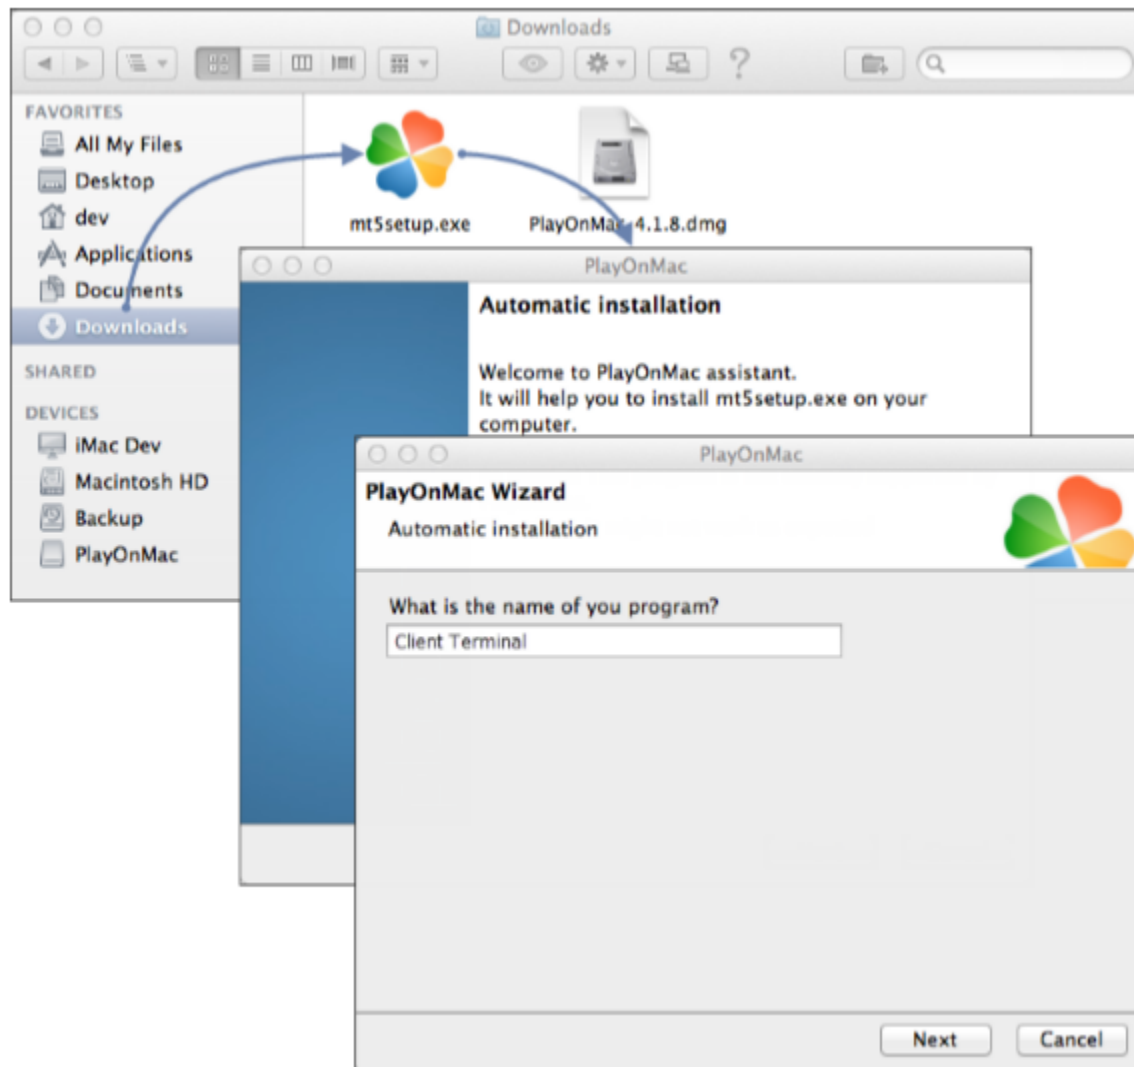 Downloads
FAVORITES
All My Files
Desktop
dev
Applications
Documents
Downloads
SHARED
DEVICES
iMac Dev
Macintosh HD
Backup
PlayOnMac
mt5setup.exe
PlayOnMac 4.1.8.dmg
PlayOnMac
Automatic installation
Welcome to PlayOnMac assistant.
It will help you to install mt5setup.exe on your
computer.
PlayOnMac
PlayOnMac Wizard
Automatic installation
What is the name of you program?
Client Terminal
Next
Cancel